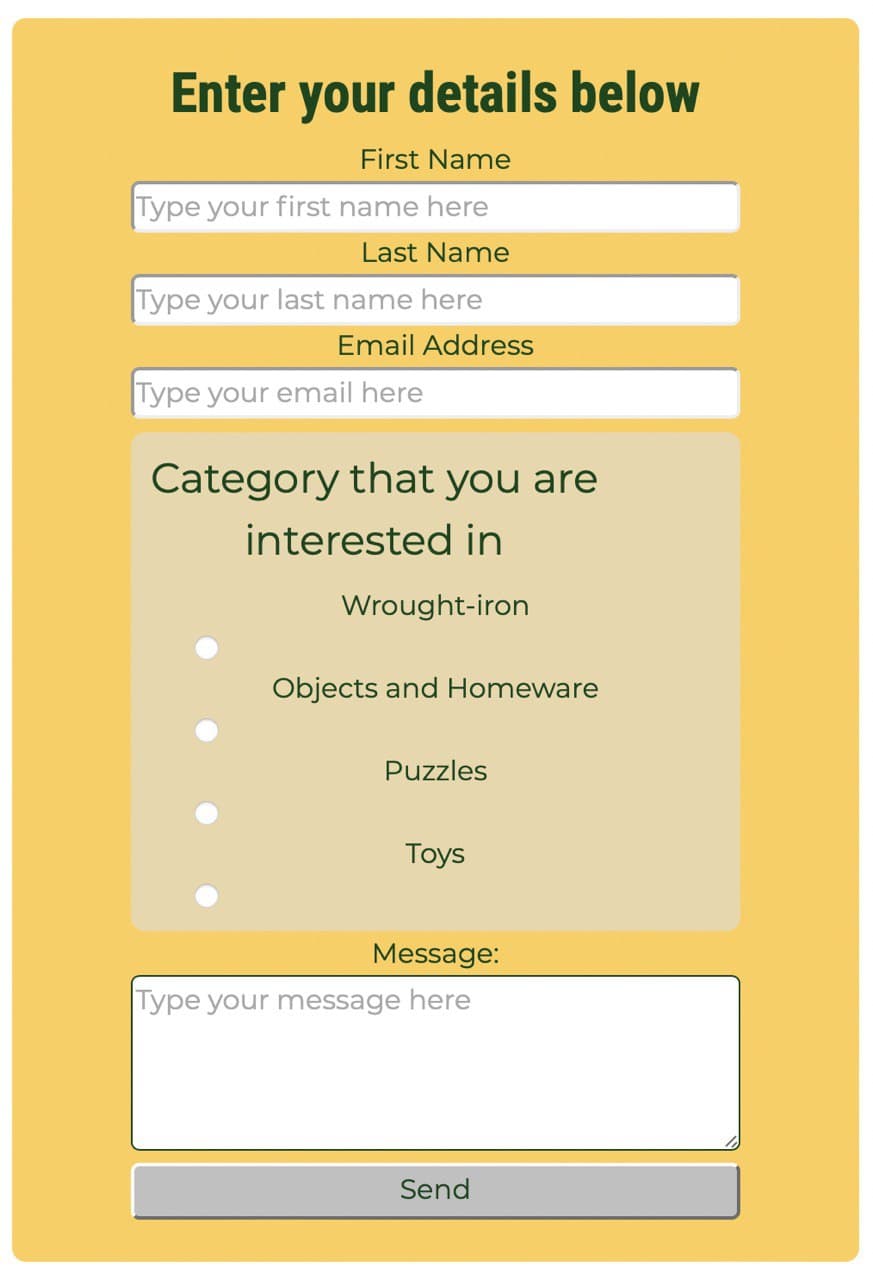 Enter your details below
First Name
Type your first name here
Last Name
Type your last name here
Email Address
Type your email here
Category that you are
interested in
Wrought-iron
Objects and Homeware
Puzzles
Toys
Message:
Type your message here
Send